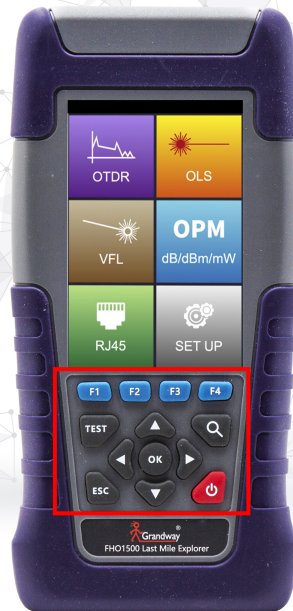 OTDR
OLS
VFL
OPM
dB/dBm/mW
RJ45
SET UP
F1
F2
F3
F4
TEST
OK
ESC
Grandway®
FHO1500 Last Mile Explorer